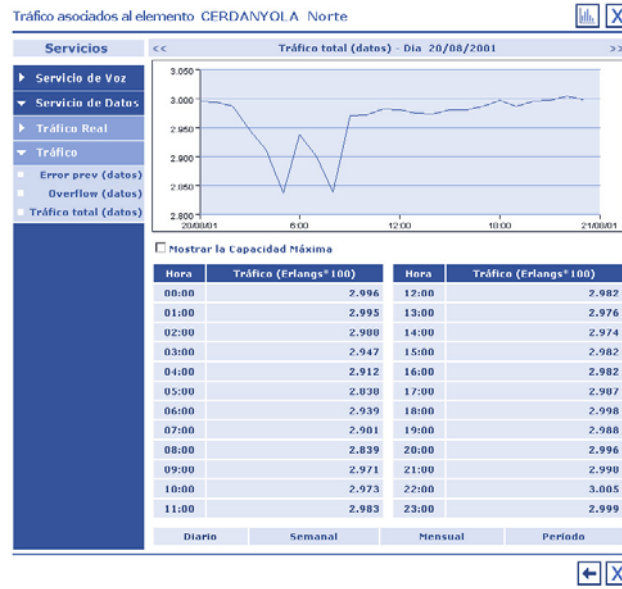 Tráfico asociados al elemento CERDANYOLA Norte
Servicios
Servicio de Voz
Servicio de Datos
Tráfico Real
Tráfico
Error prev (datos)
Overflow (datos)
Tráfico total (datos)
<< Tráfico total (datos) - Dia 20/08/2001 >>
3.050
3.000
2.950
2.900
2.850
2.800
20/08/01 6:00 12:00 18:00 21/08/01
Mostrar la Capacidad Máxima
Hora Tráfico (Erlangs*100) Hora Tráfico (Erlangs*100)
00:00 2.996 12:00 2.982
01:00 2.995 13:00 2.976
02:00 2.988 14:00 2.974
03:00 2.947 15:00 2.982
04:00 2.912 16:00 2.982
05:00 2.838 17:00 2.987
06:00 2.939 18:00 2.998
07:00 2.901 19:00 2.988
08:00 2.839 20:00 2.996
09:00 2.971 21:00 2.998
10:00 2.973 22:00 3.005
11:00 2.983 23:00 2.999
Diario Semanal Mensual Periodo